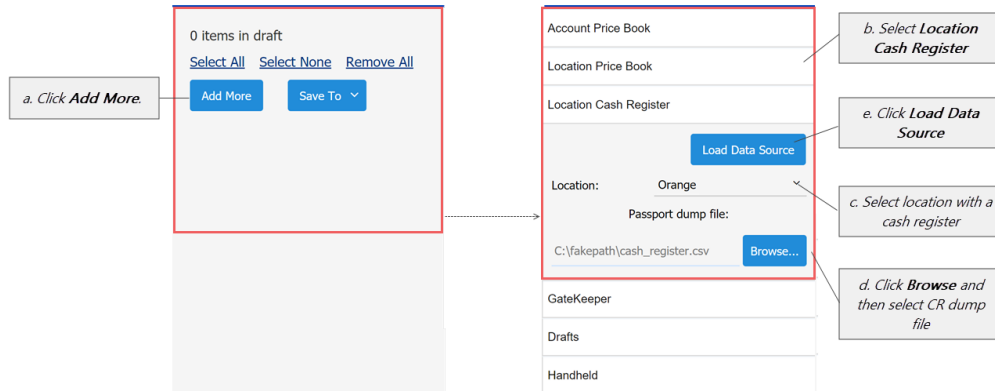 0 items in draft
Select All Select None Remove All
Add More Save To
a. Click Add More.
Account Price Book
Location Price Book
Location Cash Register
Load Data Source
Location: Orange
Passport dump file:
C:\fakepath\cash_register.csv Browse...
GateKeeper
Drafts
Handheld
b. Select Location
Cash Register
e. Click Load Data
Source
c. Select location with a
cash register
d. Click Browse and
then select CR dump
file